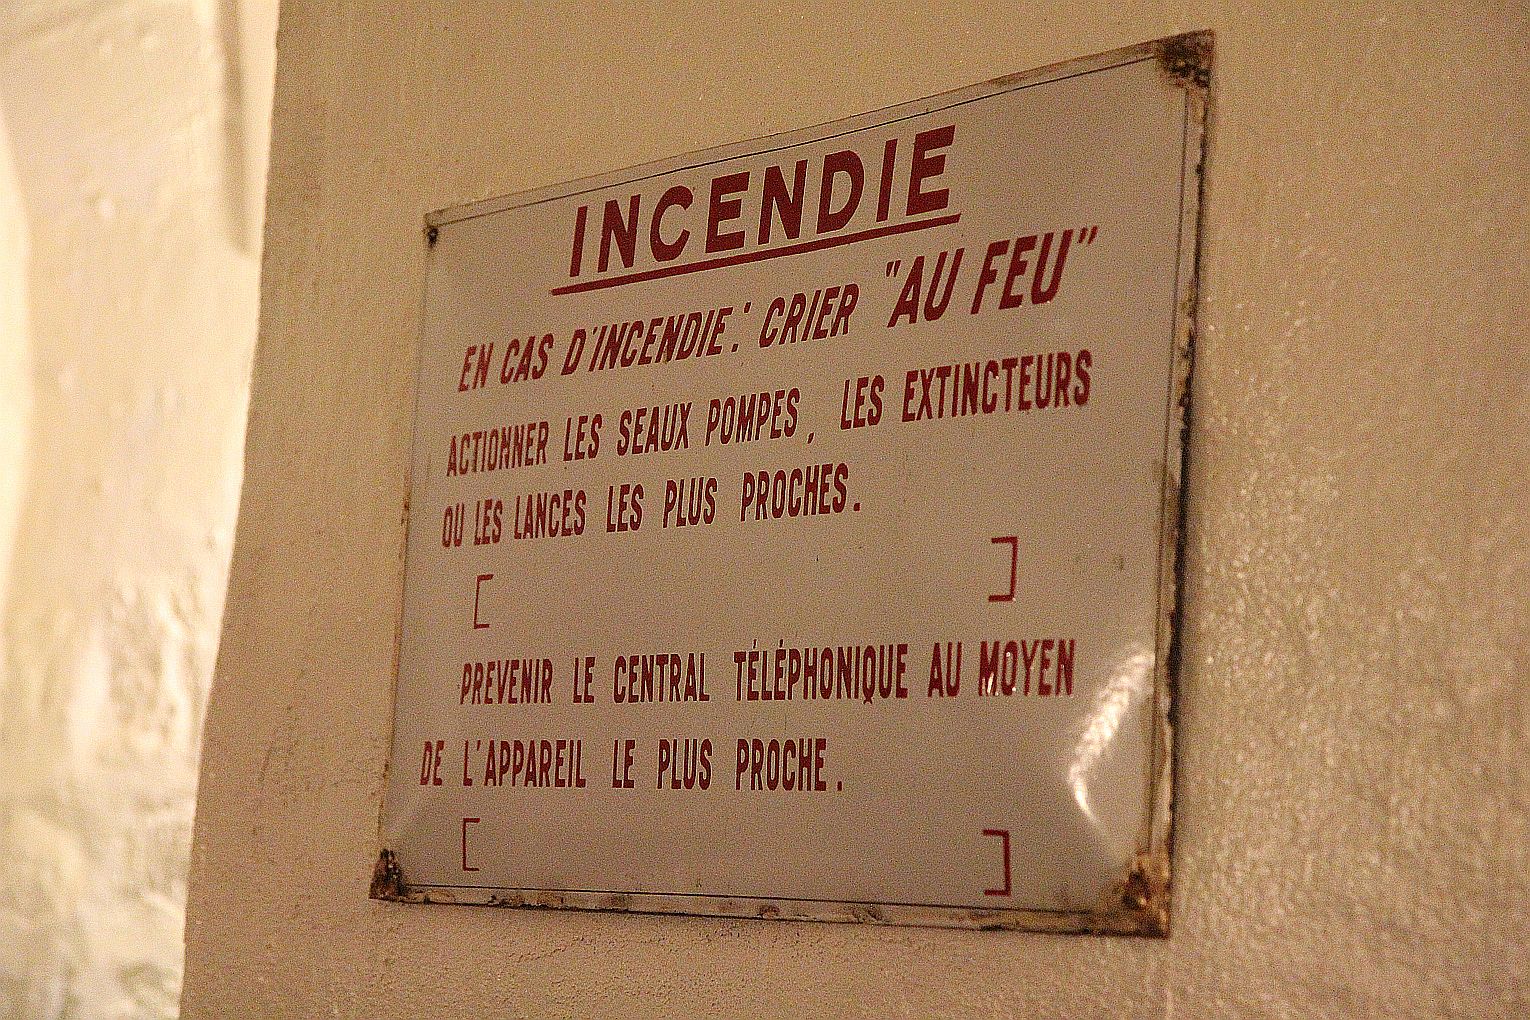 INCENDIE
EN CAS D'INCENDIE: CRIER "AU FEU"
ACTIONNER LES SEAUX POMPES, LES EXTINCTEURS
OU LES LANCES LES PLUS PROCHES.
[ ]
PREVENIR LE CENTRAL TÉLÉPHONIQUE AU MOYEN
DE L'APPAREIL LE PLUS PROCHE.
[ ]